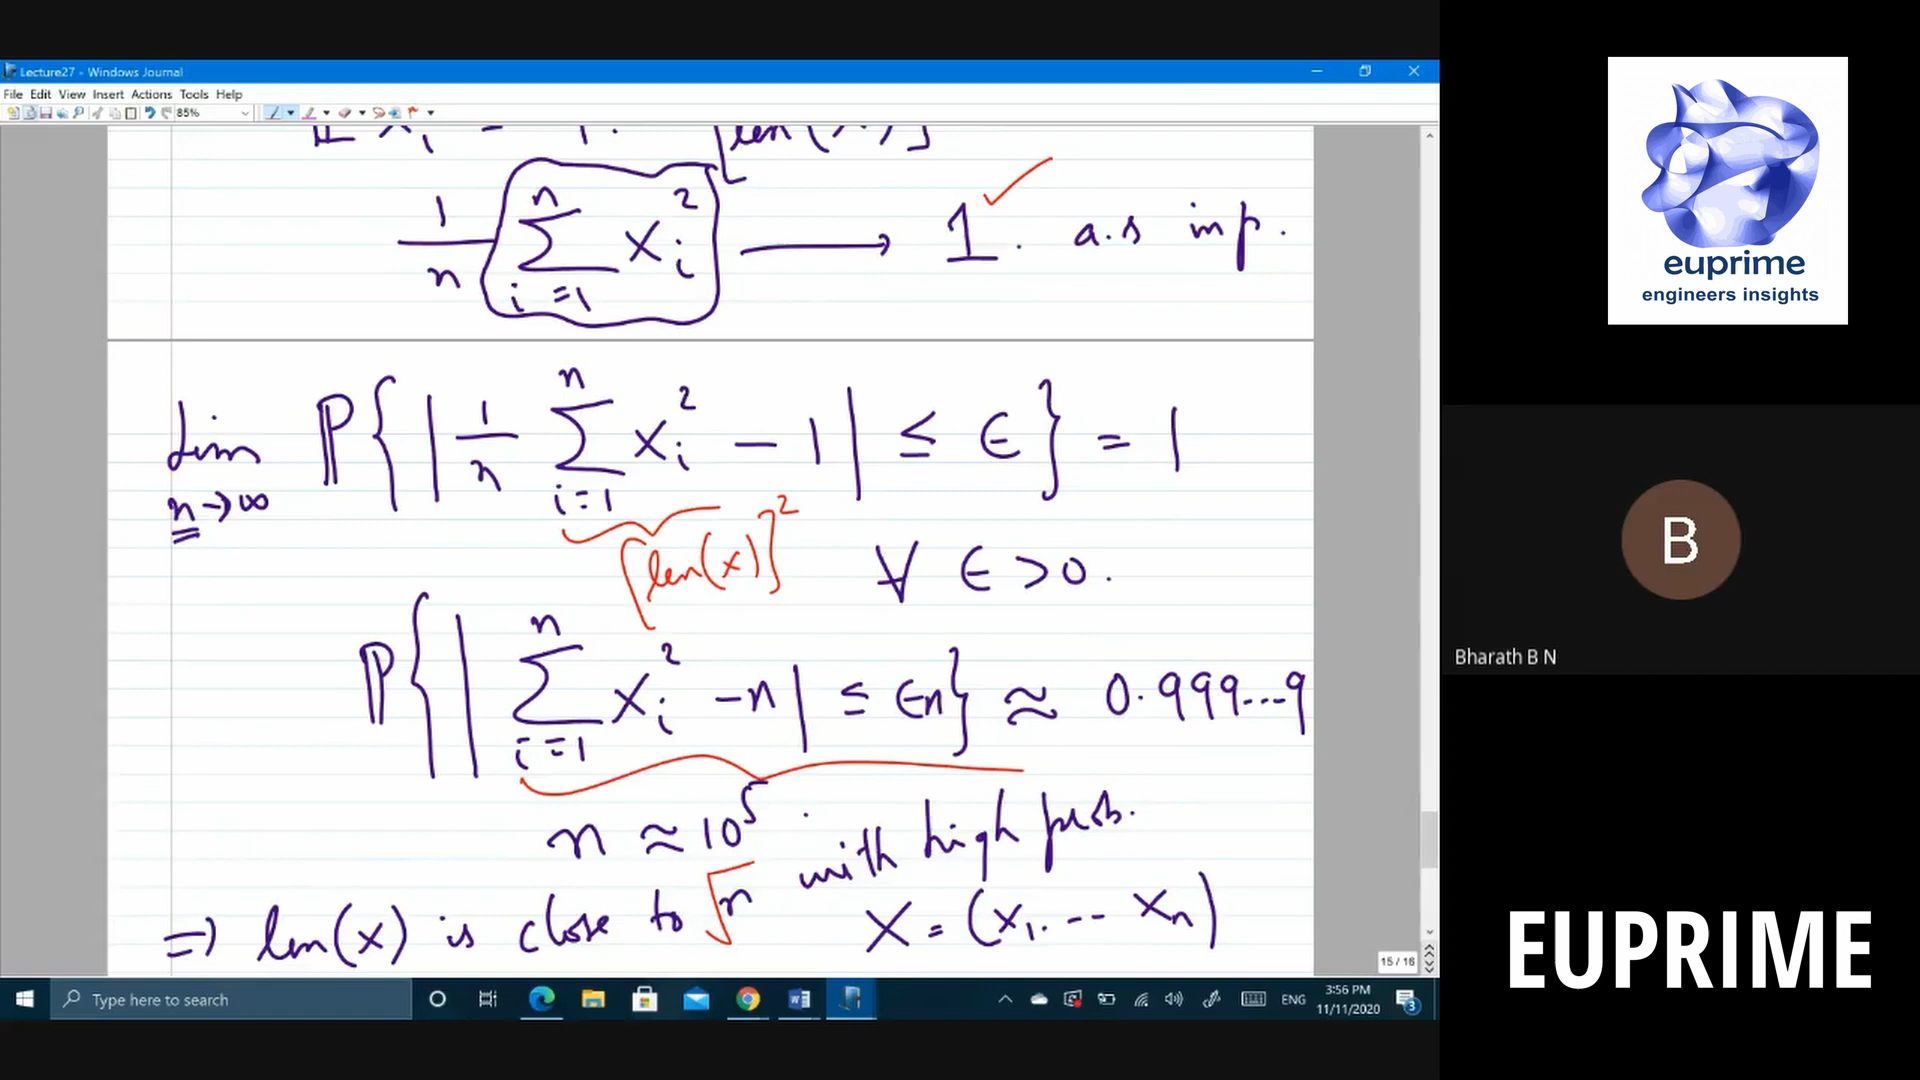 Lecture27 - Windows Journal
File Edit View Insert Actions Tools Help
85%
1/n ∑_{i=1}^{n} X_i² → 1. a.s in p.
lim_{n→∞} ℙ{ | 1/n ∑_{i=1}^{n} X_i² - 1 | ≤ ϵ } = 1
[len(x)]² ∀ ϵ > 0.
ℙ{ | ∑_{i=1}^{n} X_i² - n | ≤ ϵn } ≈ 0.999...9
n ≈ 10⁵ with high prob.
⇒ len(x) is close to √n X = (X₁. -- Xₙ)
15 / 16
Type here to search
ENG
3:56 PM
11/11/2020
3
euprime
engineers insights
B
Bharath B N
EUPRIME